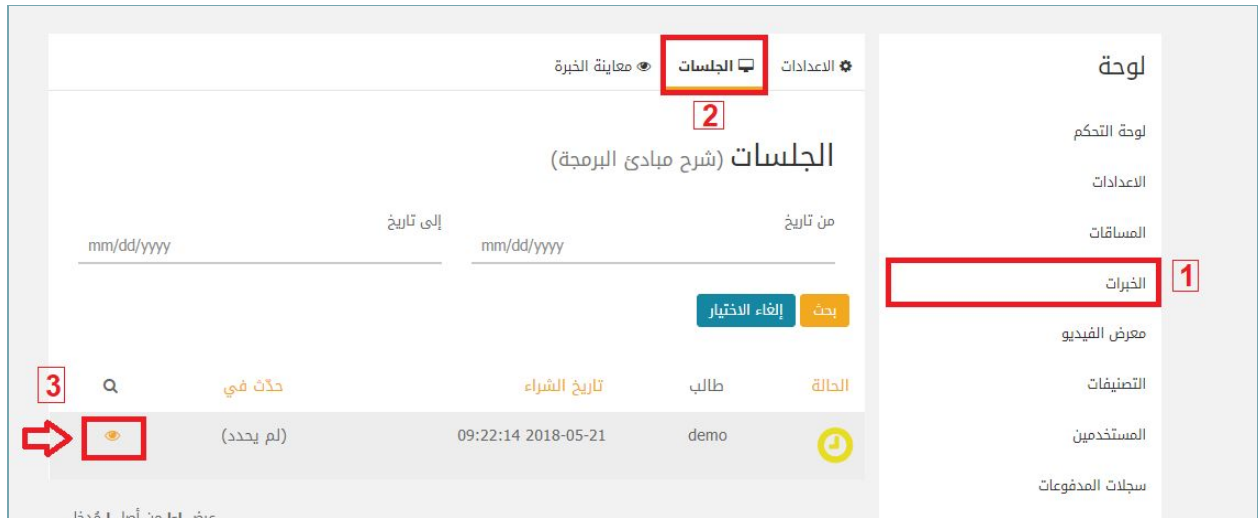 لوحة
لوحة التحكم
الاعدادات
المساقات
الخبرات
1
معرض الفيديو
التصنيفات
المستخدمين
سجلات المدفوعات
الاعدادات
الجلسات
معاينة الخبرة
2
الجلسات (شرح مبادئ البرمجة)
من تاريخ
إلى تاريخ
mm/dd/yyyy
mm/dd/yyyy
بحث
إلغاء الاختيار
الحالة
طالب
تاريخ الشراء
حدّث في
3
demo
09:22:14 2018-05-21
(لم يحدد)